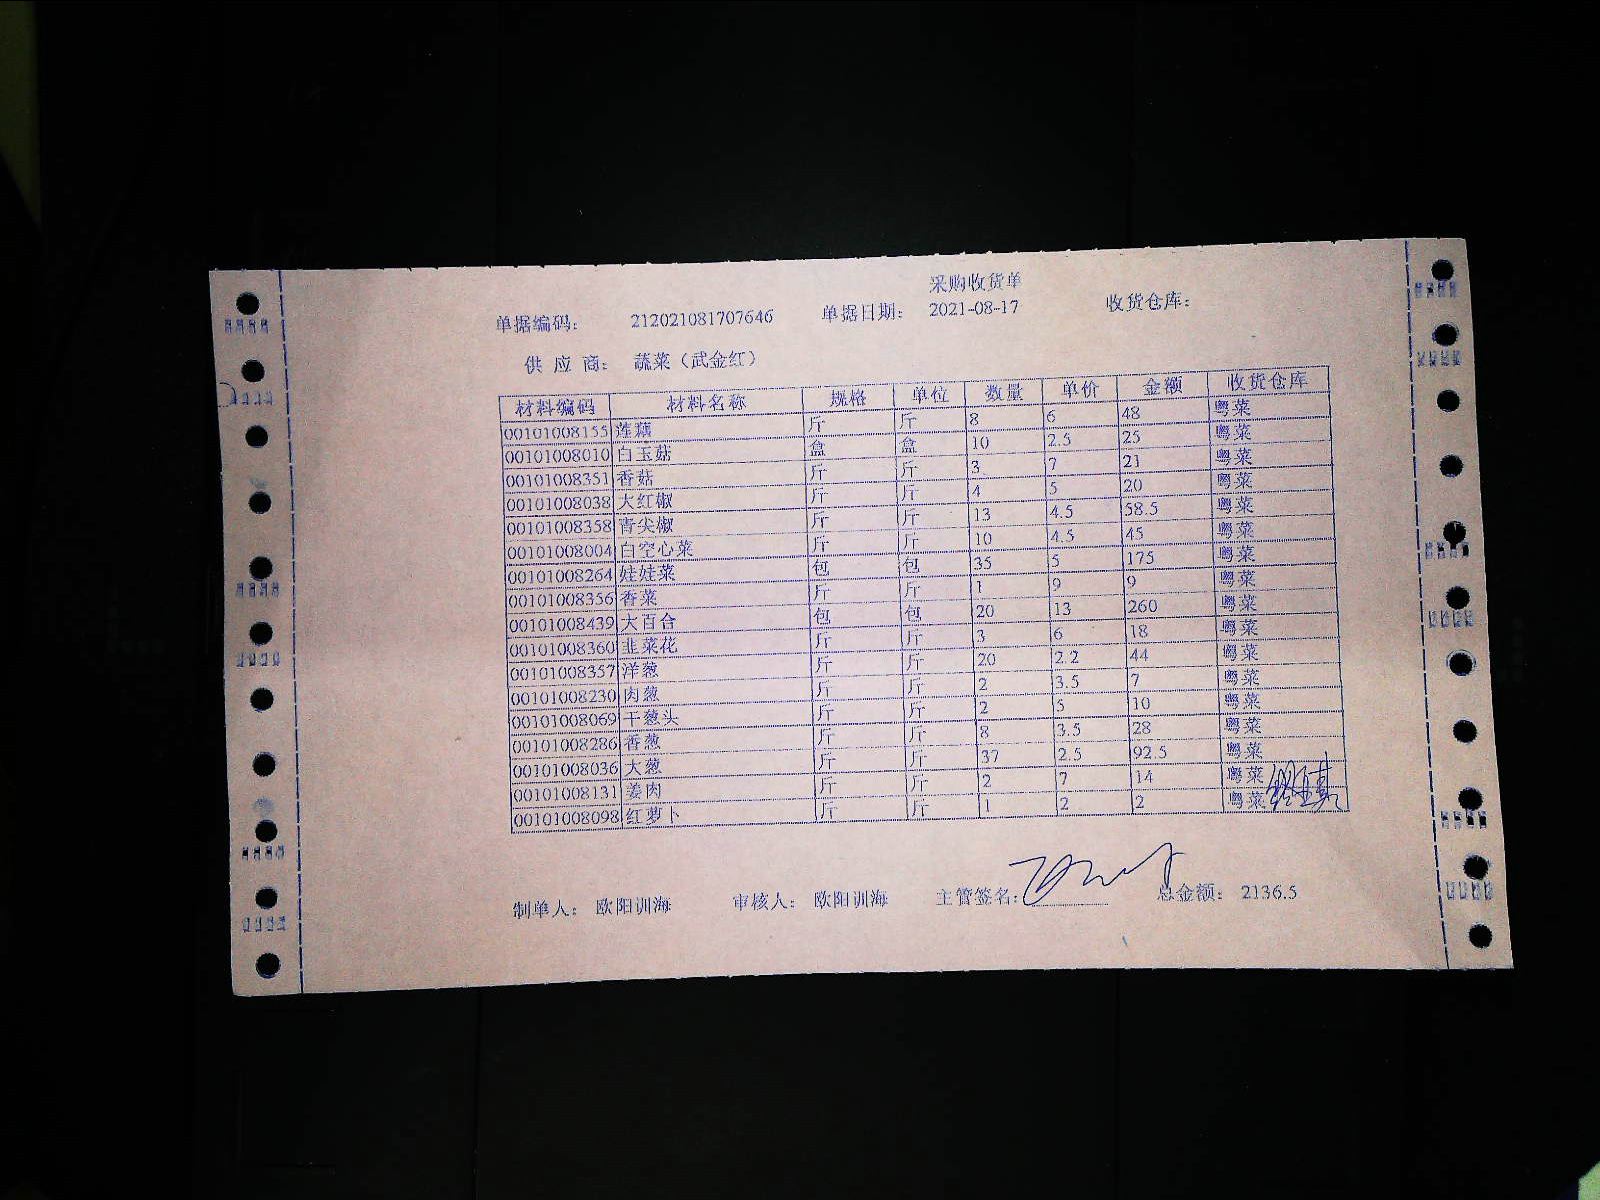 采购收货单
单据编码： 212021081707646 单据日期： 2021-08-17 收货仓库：
供 应 商： 蔬菜（武金红）
材料编码 材料名称 规格 单位 数量 单价 金额 收货仓库
00101008155 莲藕 斤 斤 8 6 48 粤菜
00101008010 白玉菇 盒 盒 10 2.5 25 粤菜
00101008351 香菇 斤 斤 3 7 21 粤菜
00101008038 大红椒 斤 斤 4 5 20 粤菜
00101008358 青尖椒 斤 斤 13 4.5 58.5 粤菜
00101008004 白空心菜 斤 斤 10 4.5 45 粤菜
00101008264 娃娃菜 包 包 35 5 175 粤菜
00101008356 香菜 斤 斤 1 9 9 粤菜
00101008439 大百合 包 包 20 13 260 粤菜
00101008360 韭菜花 斤 斤 3 6 18 粤菜
00101008357 洋葱 斤 斤 20 2.2 44 粤菜
00101008230 肉葱 斤 斤 2 3.5 7 粤菜
00101008069 干葱头 斤 斤 2 5 10 粤菜
00101008286 香葱 斤 斤 8 3.5 28 粤菜
00101008036 大葱 斤 斤 37 2.5 92.5 粤菜
00101008131 姜肉 斤 斤 2 7 14 粤菜
00101008098 红萝卜 斤 斤 1 2 2 粤菜
制单人： 欧阳训海 审核人： 欧阳训海 主管签名： 总金额： 2136.5